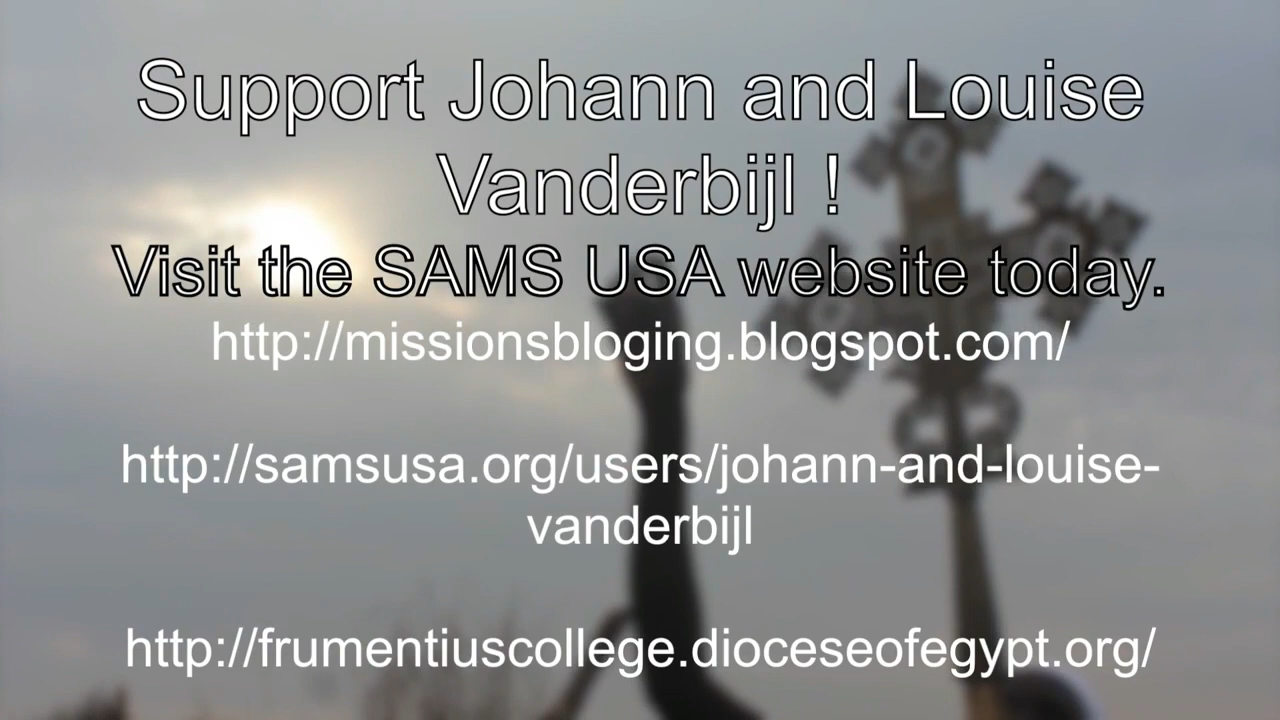 Support Johann and Louise
Vanderbijl !
Visit the SAMS USA website today.
http://missionsbloging.blogspot.com/
http://samsusa.org/users/johann-and-louise-
vanderbijl
http://frumentiuscollege.dioceseofegypt.org/